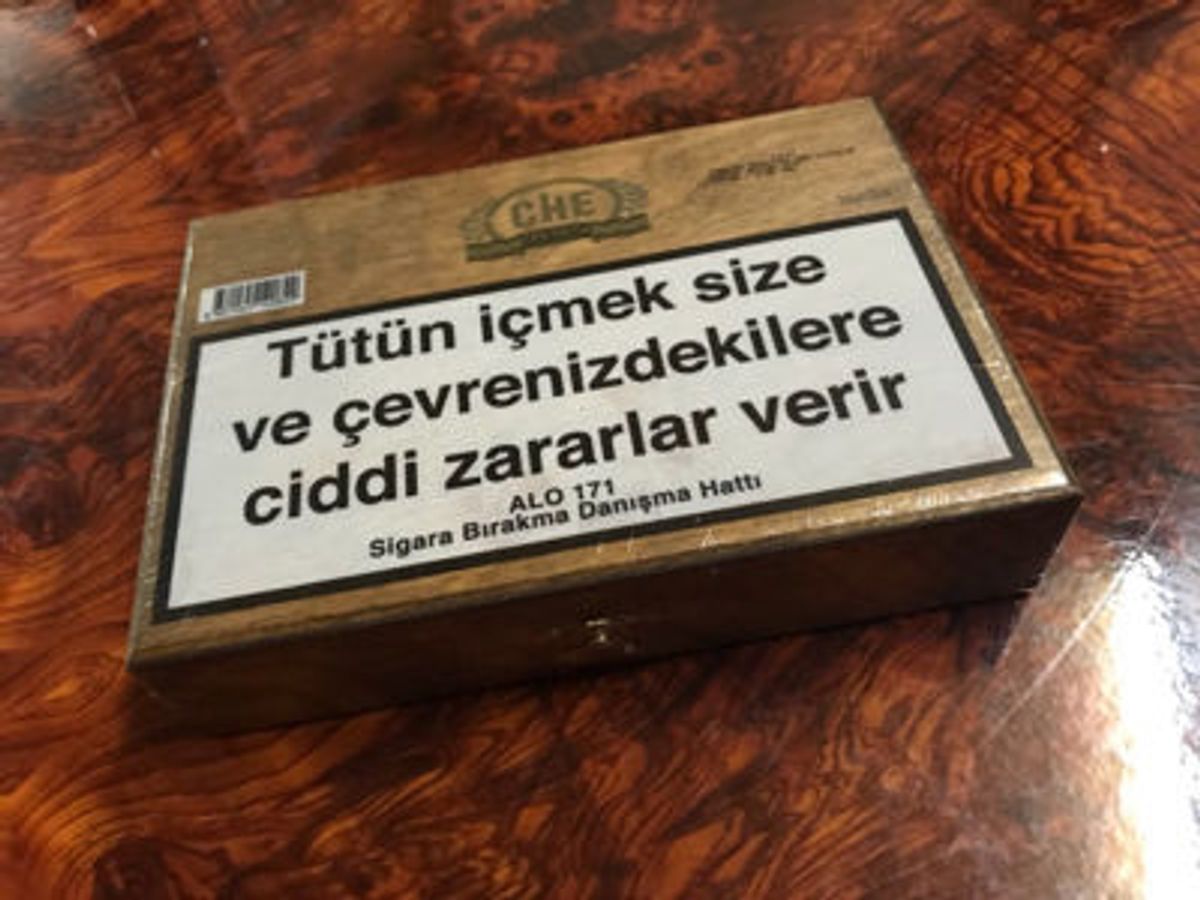 CHE
Tütün içmek size
ve çevrenizdekilere
ciddi zararlar verir
ALO 171
Sigara Bırakma Danışma Hattı